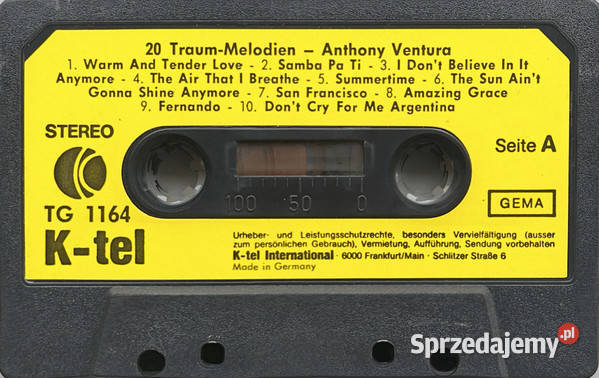 20 Traum-Melodien – Anthony Ventura
1. Warm And Tender Love - 2. Samba Pa Ti - 3. I Don't Believe In It
Anymore - 4. The Air That I Breathe - 5. Summertime - 6. The Sun Ain't
Gonna Shine Anymore - 7. San Francisco - 8. Amazing Grace
9. Fernando - 10. Don't Cry For Me Argentina
STEREO
Seite A
100 50 0
TG 1164
GEMA
K-tel
Urheber- und Leistungsschutzrechte, besonders Vervielfältigung (ausser
zum persönlichen Gebrauch), Vermietung, Aufführung, Sendung vorbehalten
K-tel International · 6000 Frankfurt/Main · Schlitzer Straße 6
Made in Germany
Sprzedajemy.pl